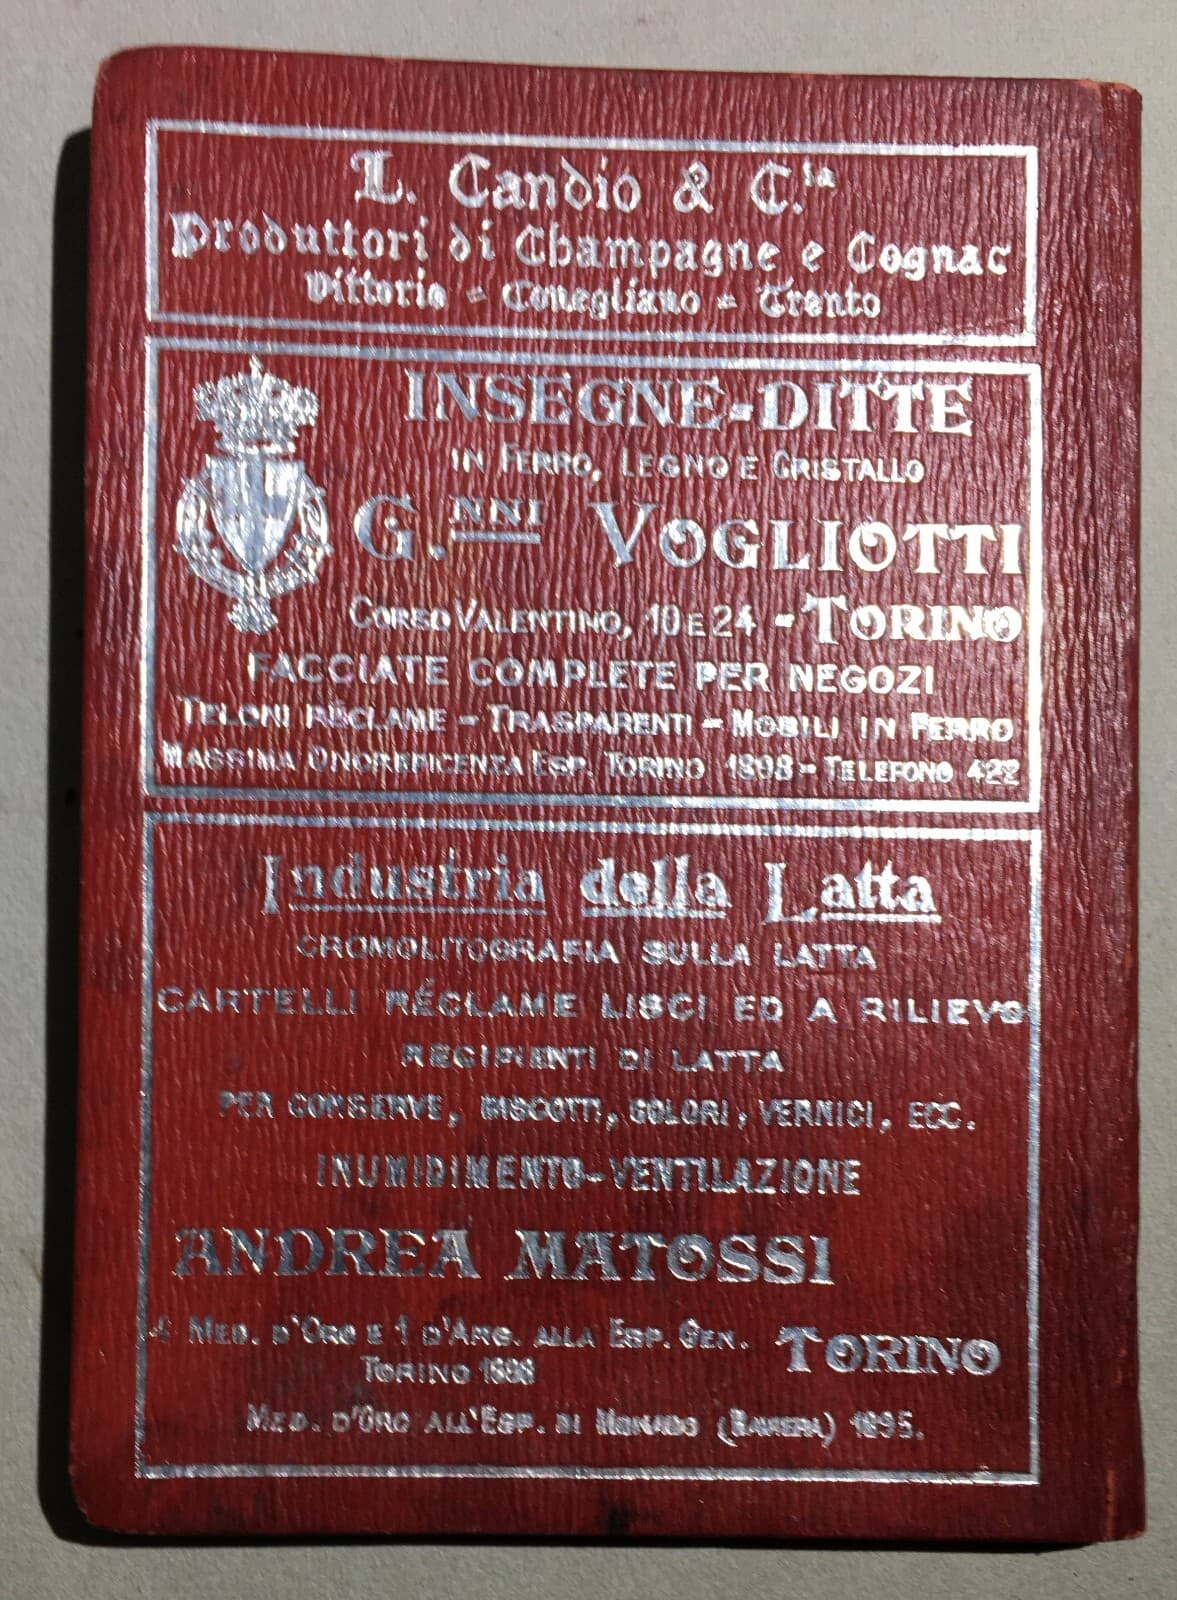 L. Candio & C.ia
Produttori di Champagne e Cognac
Vittorio = Conegliano = Trento
INSEGNE-DITTE
IN FERRO, LEGNO E CRISTALLO
G.NNI VOGLIOTTI
CORSO VALENTINO, 10 E 24 - TORINO
FACCIATE COMPLETE PER NEGOZI
TELONI RÉCLAME - TRASPARENTI - MOBILI IN FERRO
MASSIMA ONOREFICENZA ESP. TORINO 1898 - TELEFONO 422
Industria della Latta
CROMOLITOGRAFIA SULLA LATTA
CARTELLI RÉCLAME LISCI ED A RILIEVO
RECIPIENTI DI LATTA
PER CONSERVE, BISCOTTI, COLORI, VERNICI, ECC.
INUMIDIMENTO-VENTILAZIONE
ANDREA MATOSSI
1 MED. D'ORO E 1 D'ARG. ALLA ESP. GEN. TORINO
TORINO 1898
MED. D'ORO ALL'ESP. DI MONACO (BAVIERA) 1895.